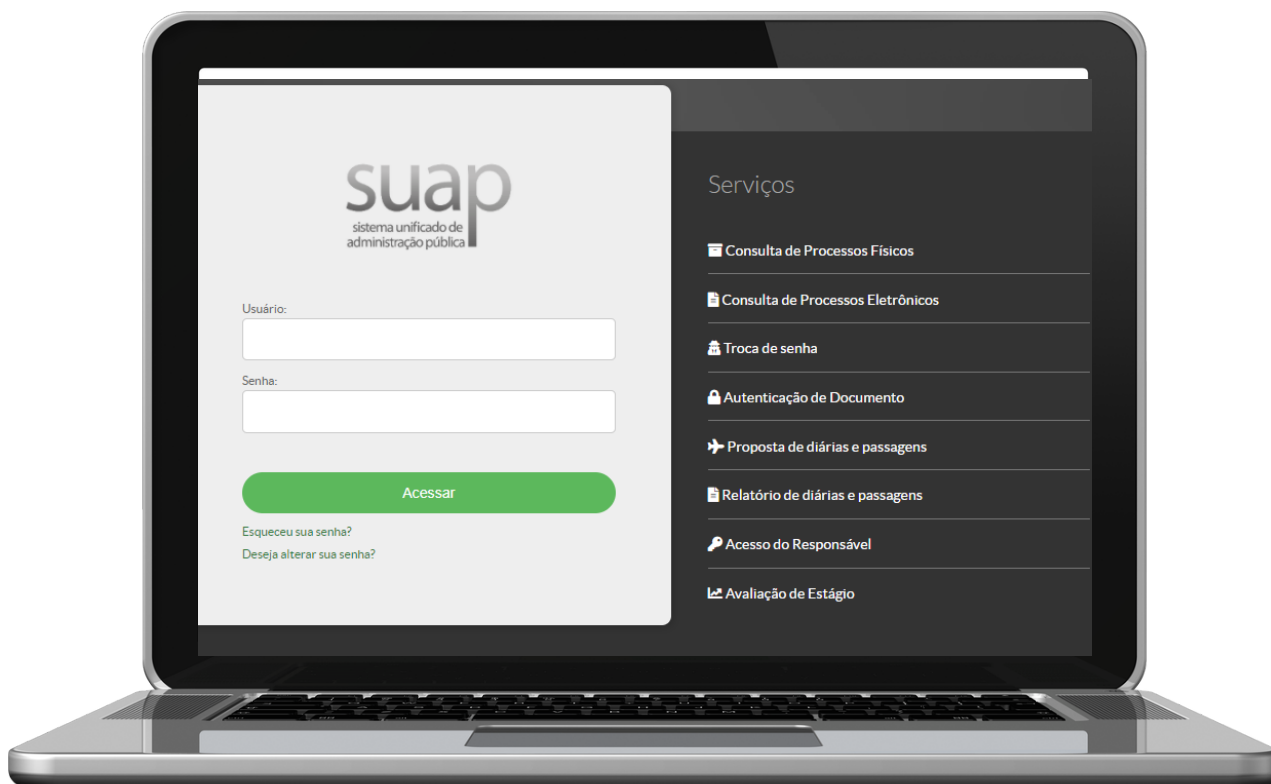 suap
sistema unificado de
administração pública
Usuário:
Senha:
Acessar
Esqueceu sua senha?
Deseja alterar sua senha?
Serviços
Consulta de Processos Físicos
Consulta de Processos Eletrônicos
Troca de senha
Autenticação de Documento
Proposta de diárias e passagens
Relatório de diárias e passagens
Acesso do Responsável
Avaliação de Estágio